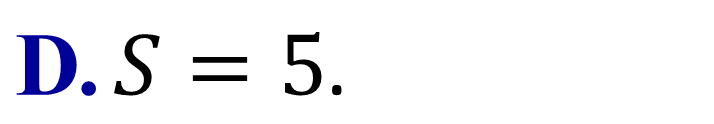 D. S = 5.